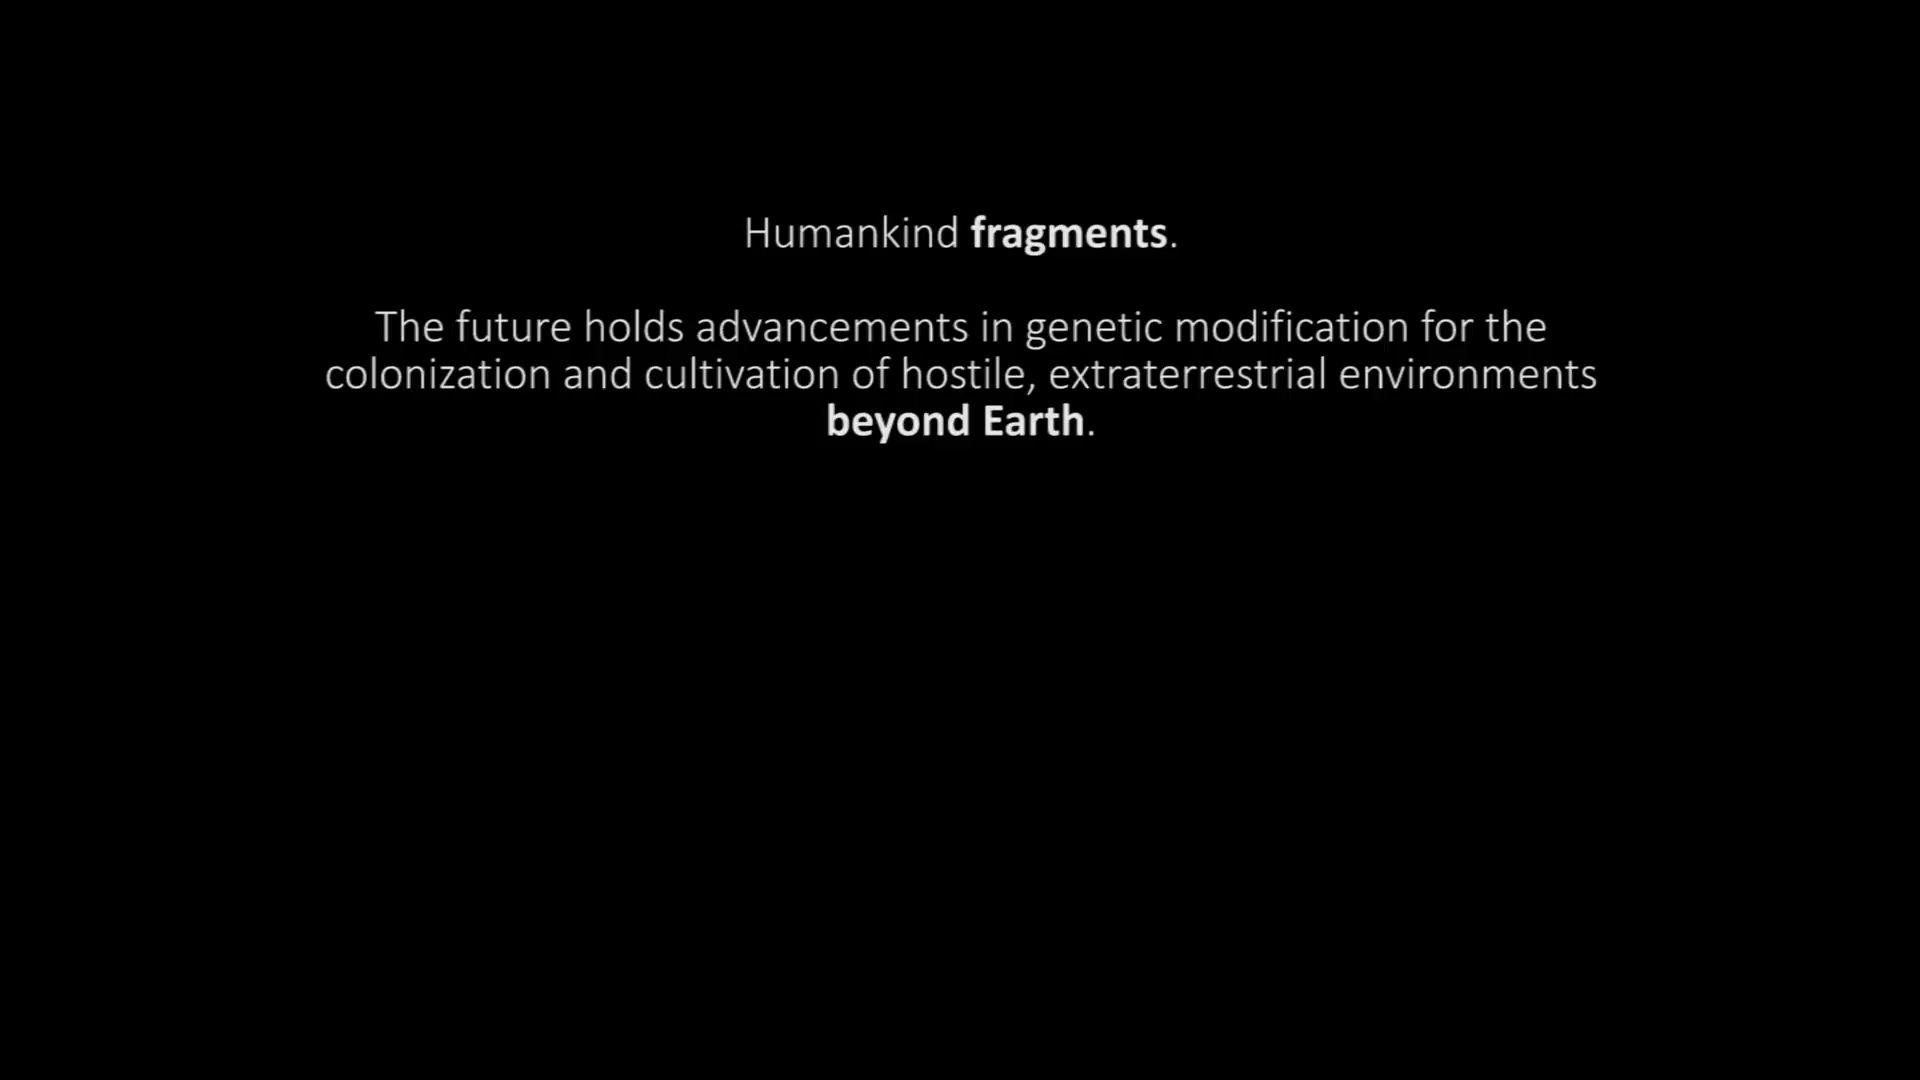 Humankind fragments.
The future holds advancements in genetic modification for the
colonization and cultivation of hostile, extraterrestrial environments
beyond Earth.